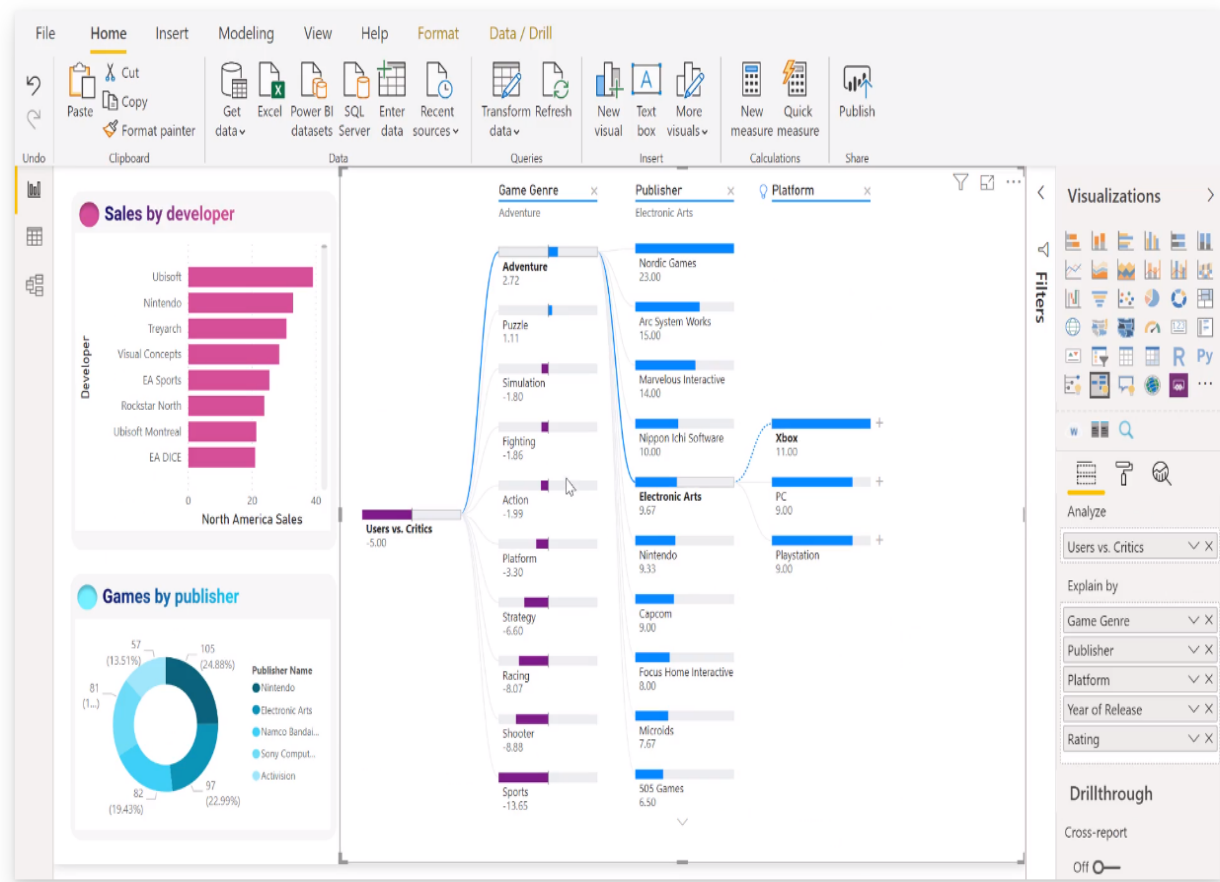 File Home Insert Modeling View Help Format Data / Drill
Paste
Cut
Copy
Format painter
Get data
Excel
Power BI datasets
SQL Server
Enter data
Recent sources
Transform data
Refresh
New visual
Text box
More visuals
New measure
Quick measure
Publish
Undo Clipboard Data Queries Insert Calculations Share
Sales by developer
Developer
Ubisoft
Nintendo
Treyarch
Visual Concepts
EA Sports
Rockstar North
Ubisoft Montreal
EA DICE
0 20 40
North America Sales
Games by publisher
57
(13.51%)
105
(24.88%)
81
(1...)
82
(19.43%)
97
(22.99%)
Publisher Name
Nintendo
Electronic Arts
Namco Bandai...
Sony Comput...
Activision
Users vs. Critics
-5.00
Game Genre
Adventure
Adventure
2.72
Puzzle
1.11
Simulation
-1.80
Fighting
-1.86
Action
-1.99
Platform
-3.30
Strategy
-6.60
Racing
-8.07
Shooter
-8.88
Sports
-13.65
Publisher
Electronic Arts
Nordic Games
23.00
Arc System Works
15.00
Marvelous Interactive
14.00
Nippon Ichi Software
10.00
Electronic Arts
9.67
Nintendo
9.33
Capcom
9.00
Focus Home Interactive
8.00
Microids
7.67
505 Games
6.50
Platform
Xbox
11.00
PC
9.00
Playstation
9.00
Filters
Visualizations
123
R Py
w
Analyze
Users vs. Critics
Explain by
Game Genre
Publisher
Platform
Year of Release
Rating
Drillthrough
Cross-report
Off